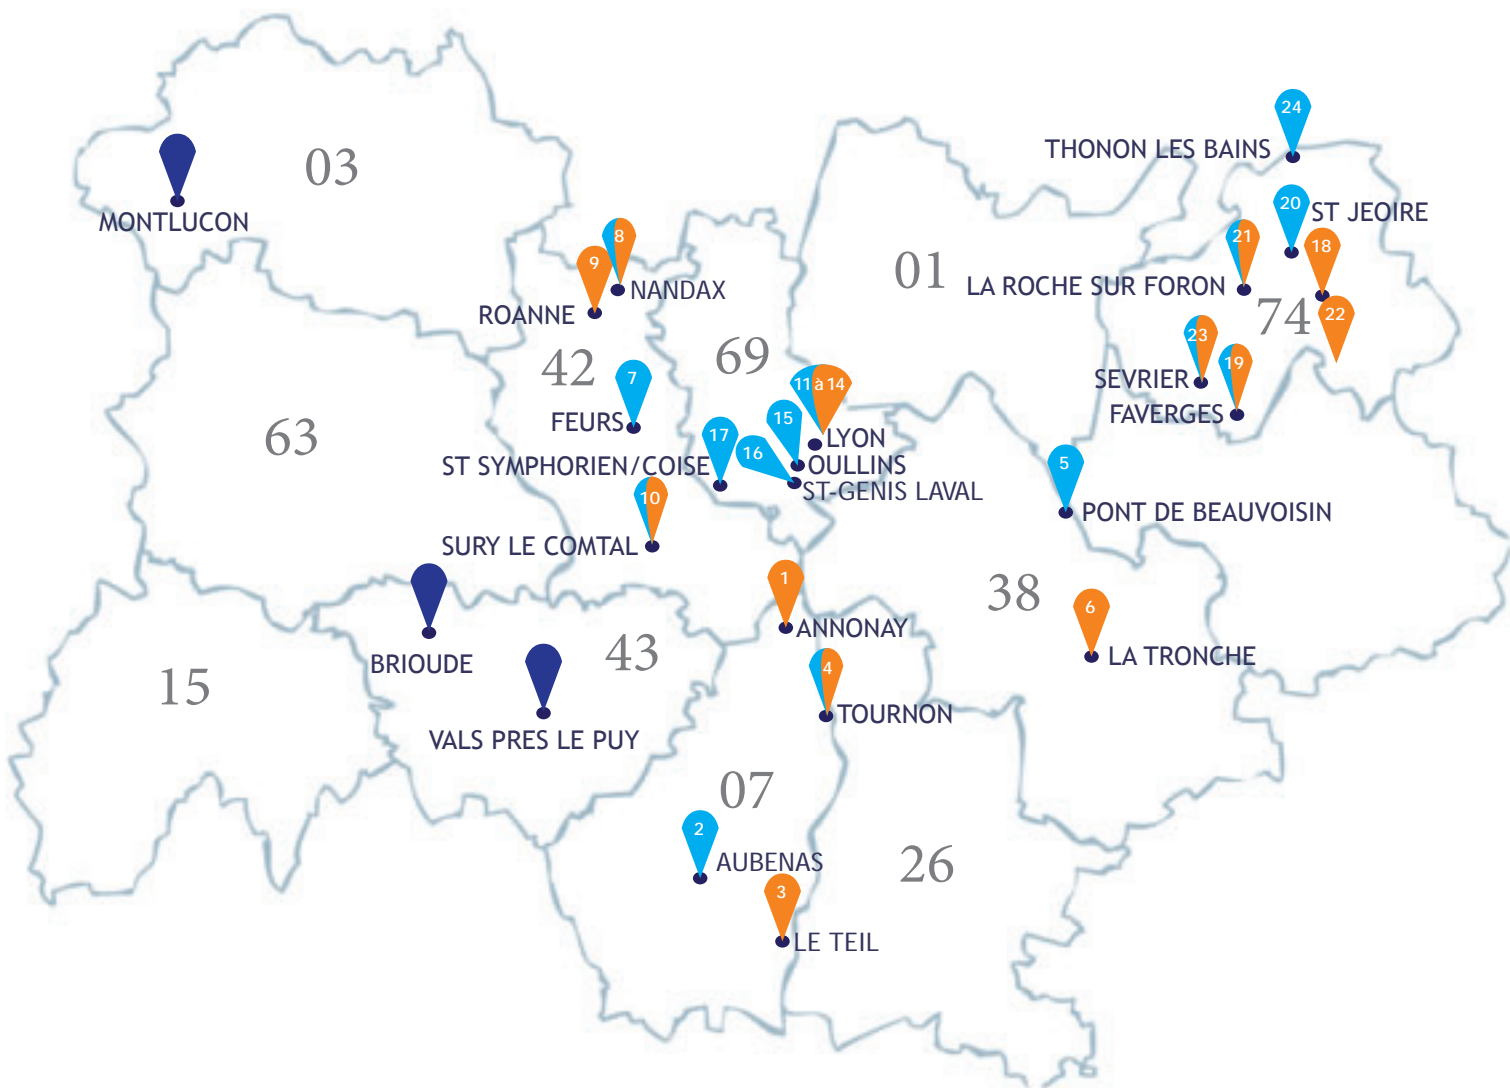 24
THONON LES BAINS
03
20
ST JEOIRE
MONTLUCON
8
21
18
9
01
NANDAX
LA ROCHE SUR FORON
ROANNE
74
22
69
23
42
19
7
11 à 14
SEVRIER
FAVERGES
FEURS
15
63
17
LYON
16
OULLINS
5
ST SYMPHORIEN/COISE
ST-GENIS LAVAL
10
PONT DE BEAUVOISIN
SURY LE COMTAL
1
38
6
ANNONAY
43
BRIOUDE
LA TRONCHE
4
15
TOURNON
VALS PRES LE PUY
07
2
AUBENAS
26
3
LE TEIL